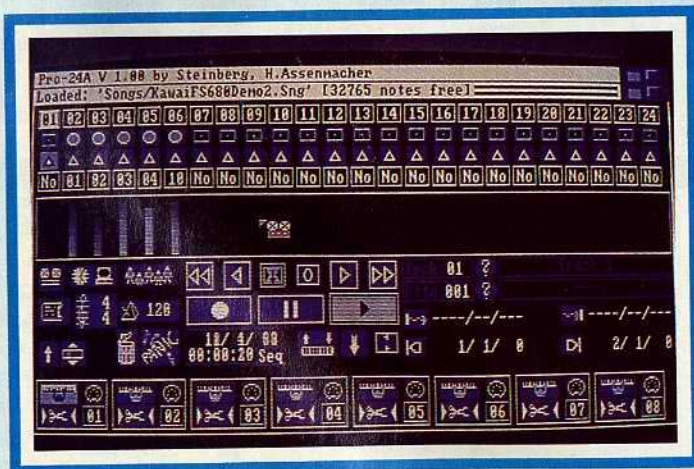 Pro-24A V 1.00 by Steinberg, H.Assenmacher
Loaded: 'Songs/KawaiFS680Demo2.Sng' [32765 notes free]
01 02 03 04 05 06 07 08 09 10 11 12 13 14 15 16 17 18 19 20 21 22 23 24
No 01 02 03 04 10 No No No No No No No No No No No No No No No No No No
01 ?
001 ?
4
4
120
----/--/---
----/--/---
PANIC
00:00:20 Seq
1/ 1/ 0
2/ 1/ 0
01 02 03 04 05 06 07 08